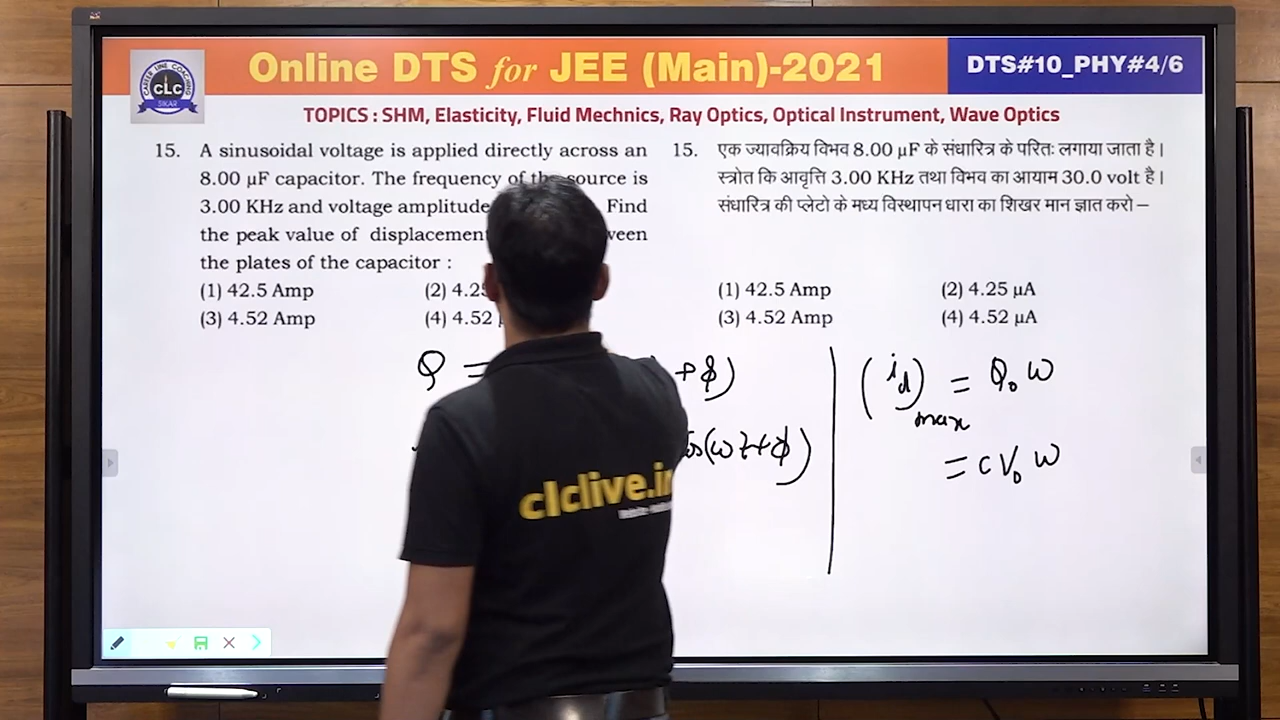 Online DTS for JEE (Main)-2021
DTS#10_PHY#4/6
CAREER LINE COACHING
CLC
SIKAR
TOPICS : SHM, Elasticity, Fluid Mechnics, Ray Optics, Optical Instrument, Wave Optics
15. A sinusoidal voltage is applied directly across an
8.00 µF capacitor. The frequency of the source is
3.00 KHz and voltage amplitude Find
the peak value of displacemen
the plates of the capacitor :
(1) 42.5 Amp (2) 4.25
(3) 4.52 Amp (4) 4.52
15. एक ज्यावक्रिय विभव 8.00 µF के संधारित्र के परितः लगाया जाता है।
स्त्रोत कि आवृत्ति 3.00 KHz तथा विभव का आयाम 30.0 volt है।
संधारित्र की प्लेटो के मध्य विस्थापन धारा का शिखर मान ज्ञात करो –
(1) 42.5 Amp (2) 4.25 µA
(3) 4.52 Amp (4) 4.52 µA
Q = + ϕ)
cos(ωt+ϕ)
(i_d)max = Q₀ ω
= C V₀ ω
clclive.in